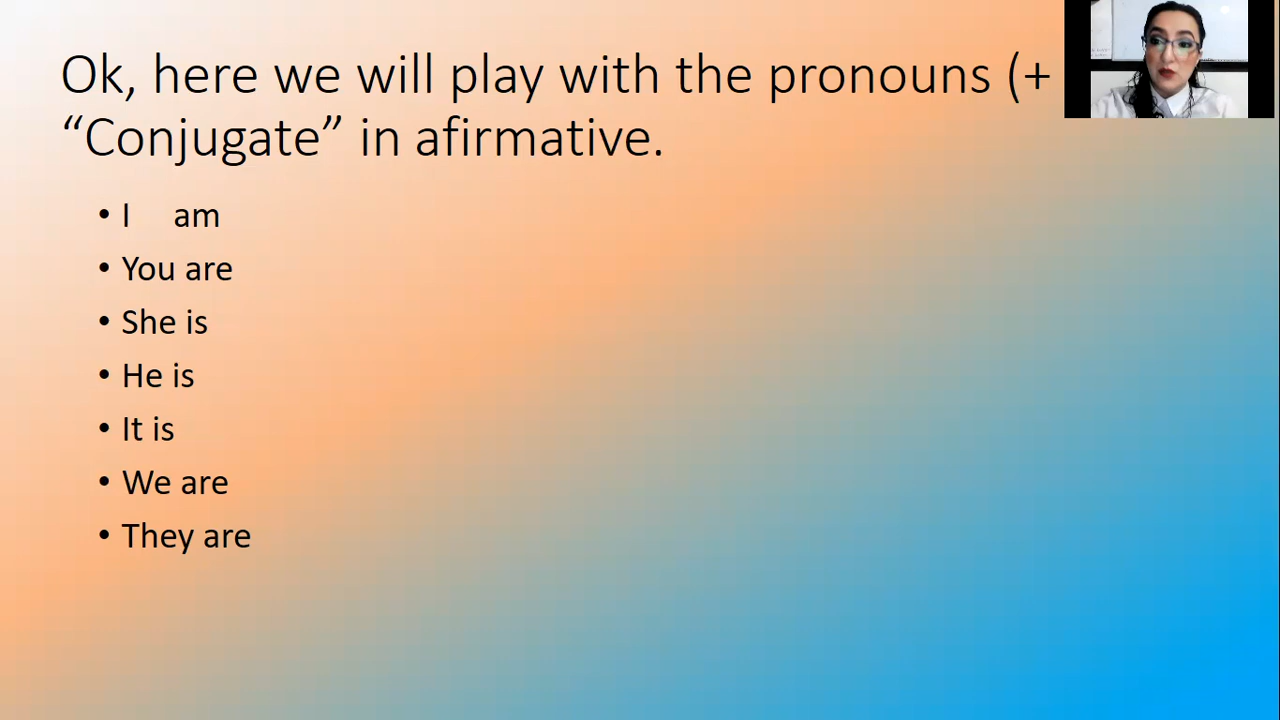 Ok, here we will play with the pronouns (+
“Conjugate” in afirmative.
• I am
• You are
• She is
• He is
• It is
• We are
• They are